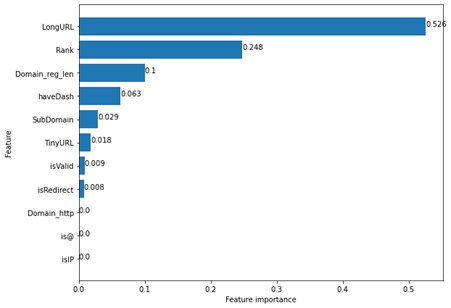 LongURL 0.526
Rank 0.248
Domain_reg_len 0.1
haveDash 0.063
SubDomain 0.029
TinyURL 0.018
isValid 0.009
isRedirect 0.008
Domain_http 0.0
is@ 0.0
isIP 0.0
Feature
0.0 0.1 0.2 0.3 0.4 0.5
Feature importance